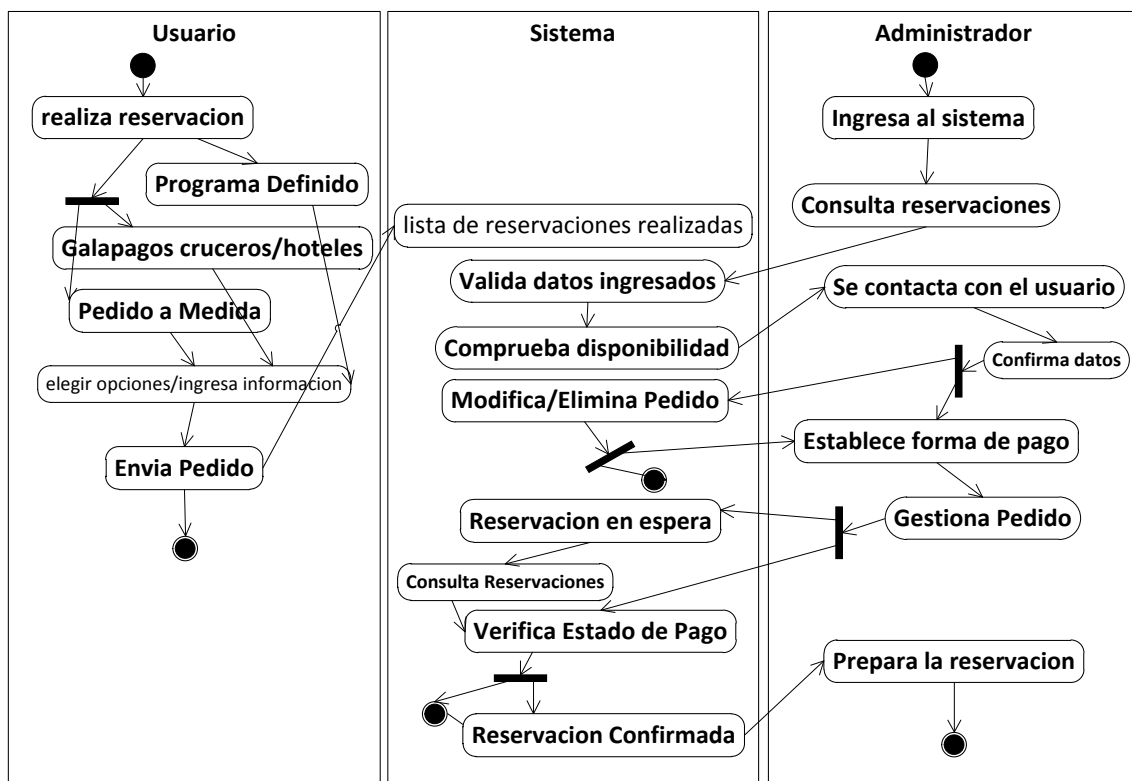 Usuario
realiza reservacion
Programa Definido
Galapagos cruceros/hoteles
Pedido a Medida
elegir opciones/ingresa informacion
Envia Pedido
Sistema
lista de reservaciones realizadas
Valida datos ingresados
Comprueba disponibilidad
Modifica/Elimina Pedido
Reservacion en espera
Consulta Reservaciones
Verifica Estado de Pago
Reservacion Confirmada
Administrador
Ingresa al sistema
Consulta reservaciones
Se contacta con el usuario
Confirma datos
Establece forma de pago
Gestiona Pedido
Prepara la reservacion